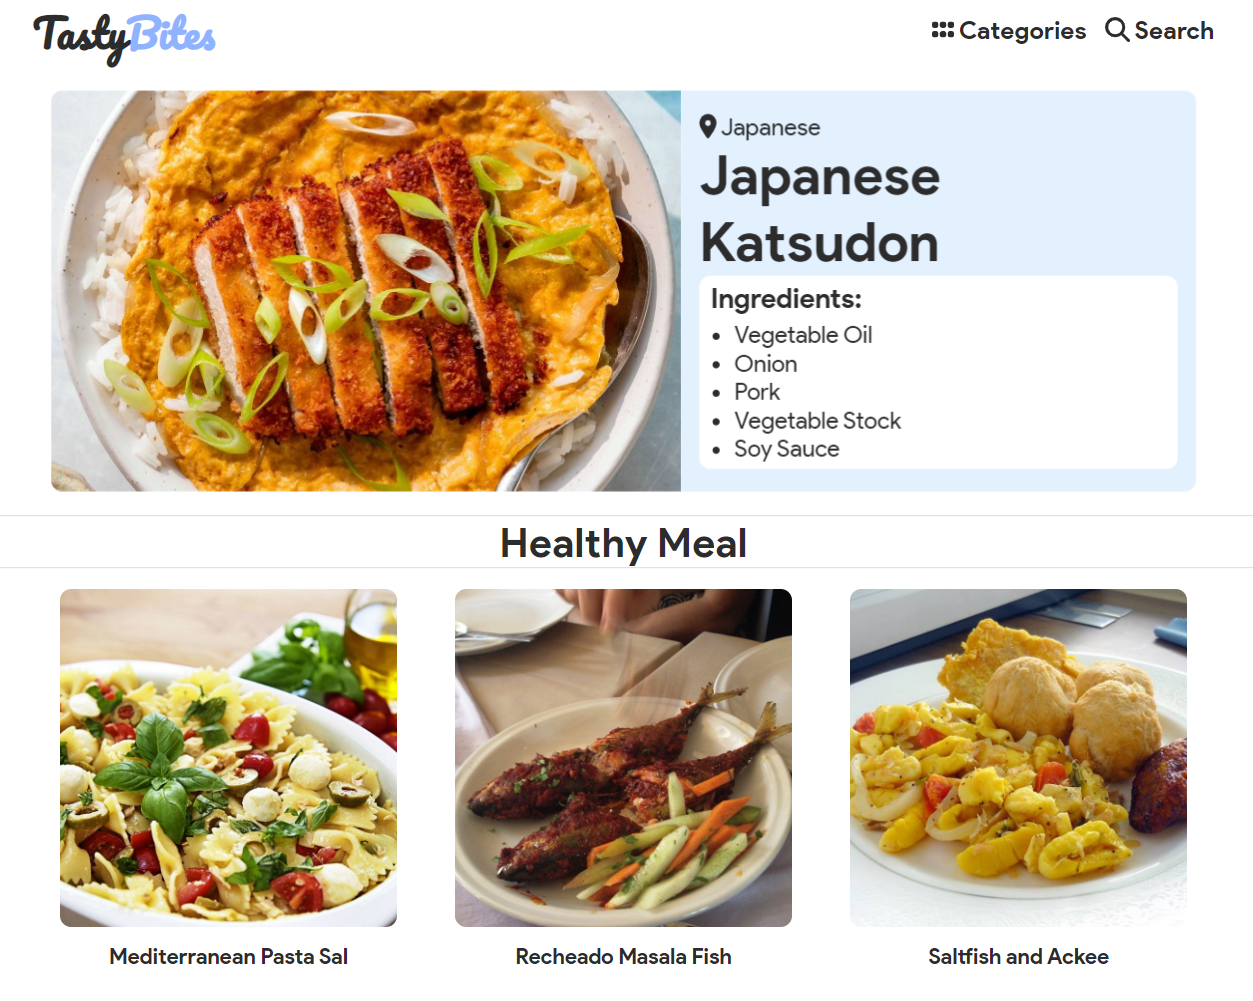 TastyBites
Categories
Search
Japanese
Japanese
Katsudon
Ingredients:
• Vegetable Oil
• Onion
• Pork
• Vegetable Stock
• Soy Sauce
Healthy Meal
Mediterranean Pasta Sal
Recheado Masala Fish
Saltfish and Ackee